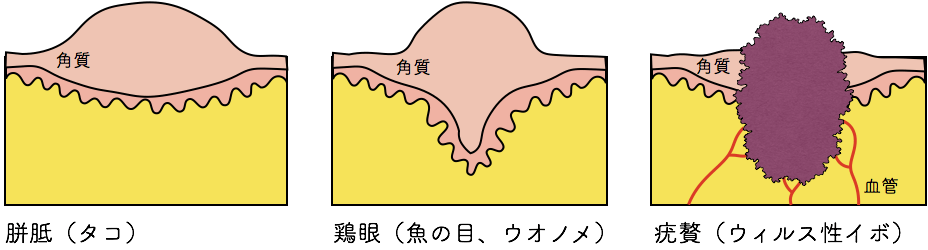 角質
角質
角質
血管
胼胝（タコ）
鶏眼（魚の目、ウオノメ）
疣贅（ウィルス性イボ）